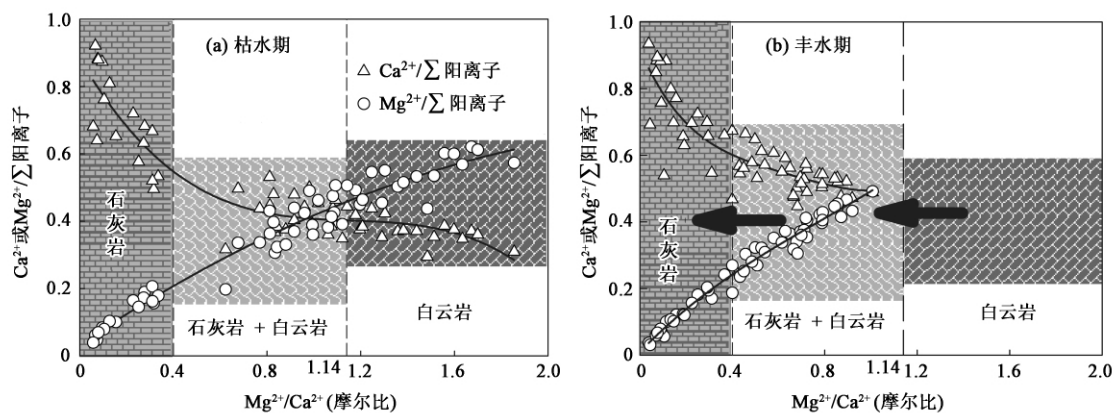 Ca²⁺或Mg²⁺/∑阳离子
1.0
0.8
0.6
0.4
0.2
0
(a) 枯水期
△ Ca²⁺/∑阳离子
○ Mg²⁺/∑阳离子
石灰岩
石灰岩 + 白云岩
白云岩
0 0.4 0.8 1.14 1.2 1.6 2.0
Mg²⁺/Ca²⁺ (摩尔比)
Ca²⁺或Mg²⁺/∑阳离子
1.0
0.8
0.6
0.4
0.2
0
(b) 丰水期
石灰岩
石灰岩 + 白云岩
白云岩
0 0.4 0.8 1.14 1.2 1.6 2.0
Mg²⁺/Ca²⁺ (摩尔比)